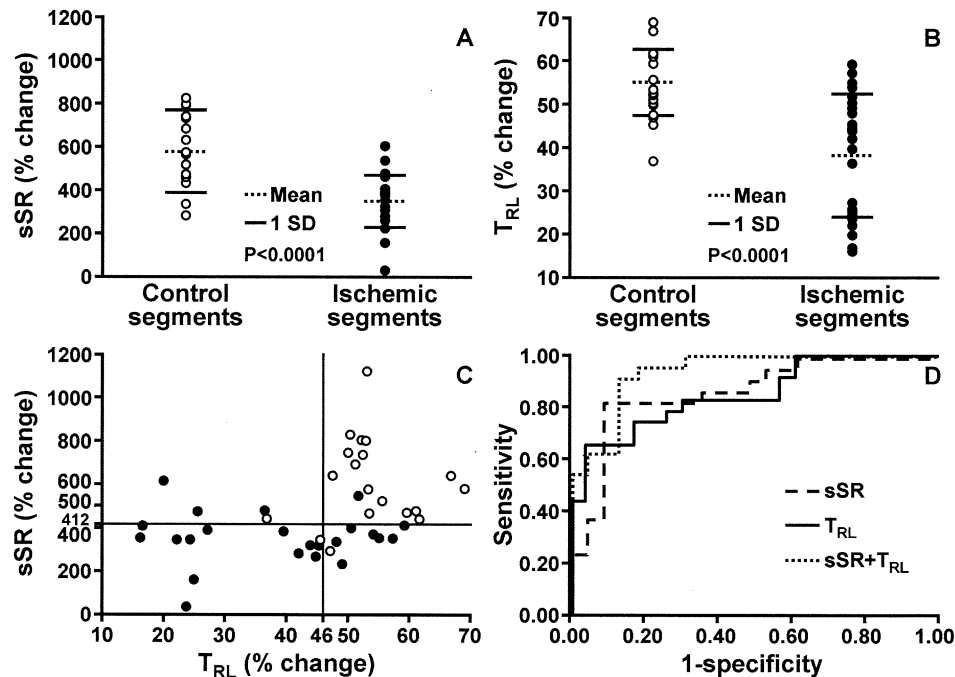 A
sSR (% change)
1200
1000
800
600
400
200
0
Mean
1 SD
P<0.0001
Control segments
Ischemic segments
B
T_RL (% change)
70
60
50
40
30
20
10
Mean
1 SD
P<0.0001
Control segments
Ischemic segments
C
sSR (% change)
1200
1000
800
600
500
412
400
200
0
10 20 30 40 46 50 60 70
T_RL (% change)
D
Sensitivity
1.00
0.80
0.60
0.40
0.20
0.00
sSR
T_RL
sSR+T_RL
0.00 0.20 0.40 0.60 0.80 1.00
1-specificity